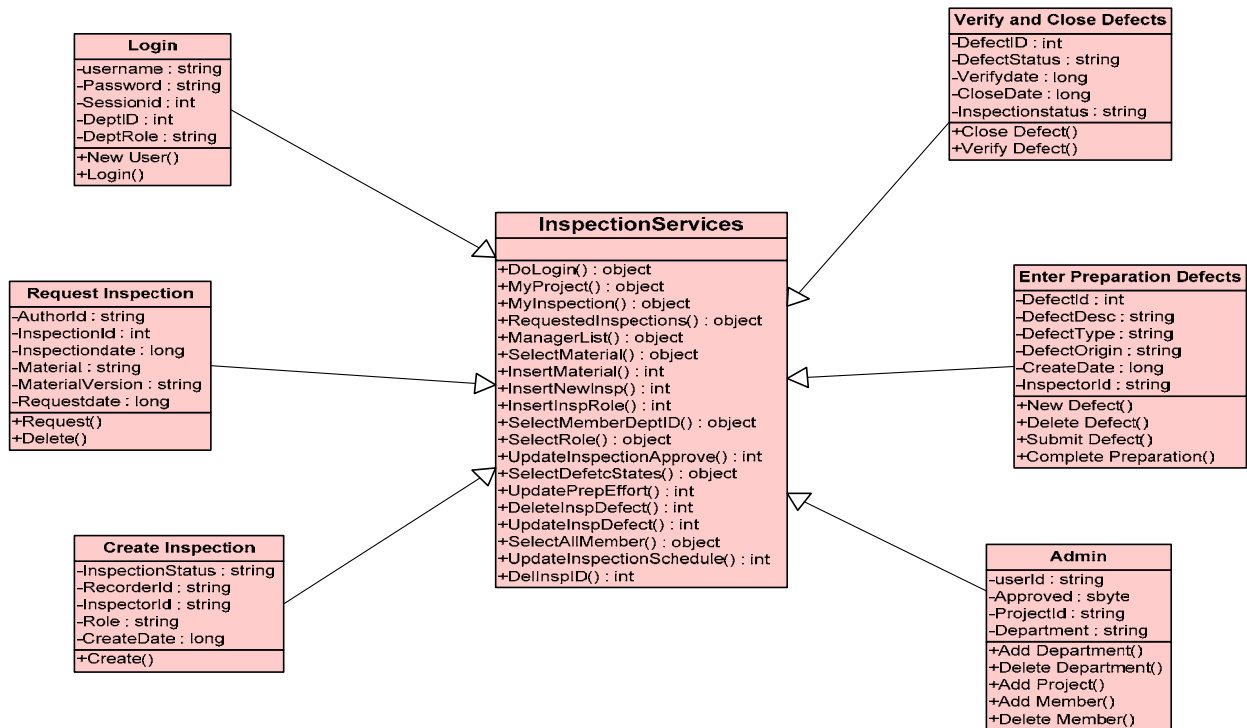 Login
-username : string
-Password : string
-Sessionid : int
-DeptID : int
-DeptRole : string
+New User()
+Login()
Request Inspection
-AuthorId : string
-InspectionId : int
-Inspectiondate : long
-Material : string
-MaterialVersion : string
-Requestdate : long
+Request()
+Delete()
Create Inspection
-InspectionStatus : string
-RecorderId : string
-InspectorId : string
-Role : string
-CreateDate : long
+Create()
InspectionServices
+DoLogin() : object
+MyProject() : object
+MyInspection() : object
+RequestedInspections() : object
+ManagerList() : object
+SelectMaterial() : object
+InsertMaterial() : int
+InsertNewInsp() : int
+InsertInspRole() : int
+SelectMemberDeptID() : object
+SelectRole() : object
+UpdateInspectionApprove() : int
+SelectDefetcStates() : object
+UpdatePrepEffort() : int
+DeleteInspDefect() : int
+UpdateInspDefect() : int
+SelectAllMember() : object
+UpdateInspectionSchedule() : int
+DelInspID() : int
Verify and Close Defects
-DefectID : int
-DefectStatus : string
-Verifydate : long
-CloseDate : long
-Inspectionstatus : string
+Close Defect()
+Verify Defect()
Enter Preparation Defects
-DefectId : int
-DefectDesc : string
-DefectType : string
-DefectOrigin : string
-CreateDate : long
-InspectorId : string
+New Defect()
+Delete Defect()
+Submit Defect()
+Complete Preparation()
Admin
-userId : string
-Approved : sbyte
-ProjectId : string
-Department : string
+Add Department()
+Delete Department()
+Add Project()
+Add Member()
+Delete Member()